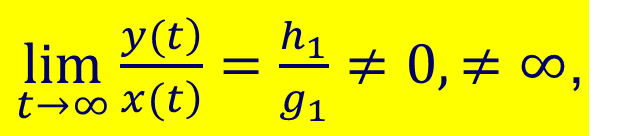 lim_{t→∞} y(t)/x(t) = h₁/g₁ ≠ 0, ≠ ∞,